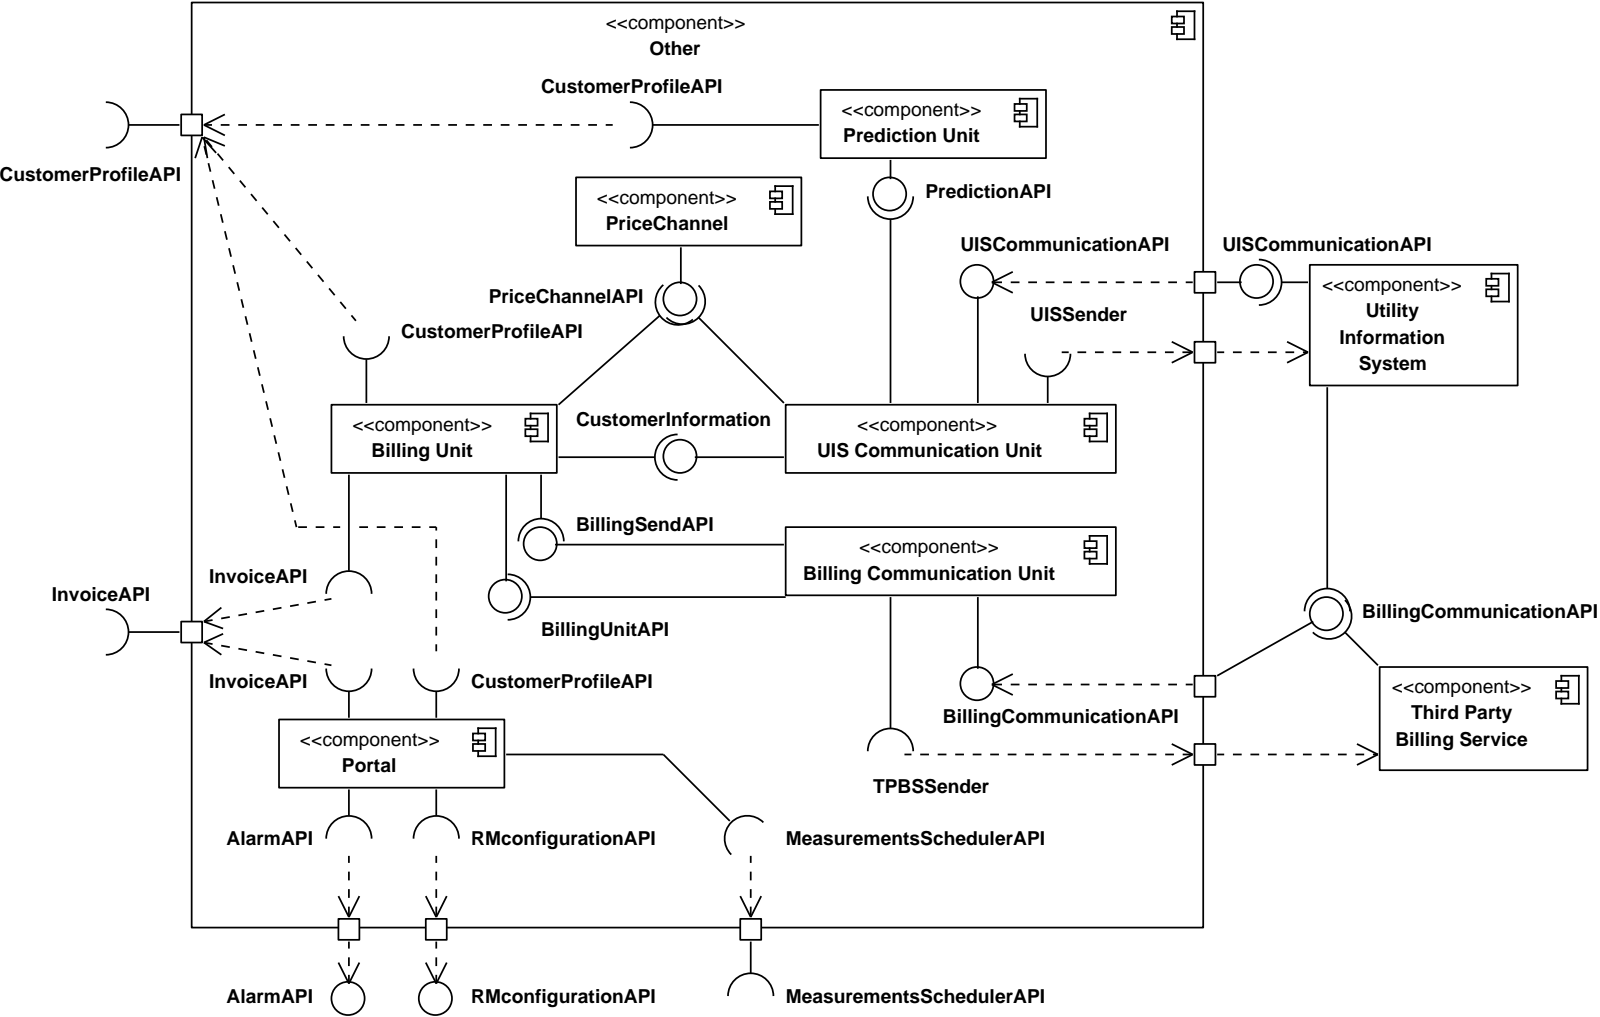 <<component>>
Other
CustomerProfileAPI
<<component>>
Prediction Unit
CustomerProfileAPI
<<component>>
PriceChannel
PredictionAPI
UISCommunicationAPI
UISCommunicationAPI
<<component>>
Utility
Information
System
PriceChannelAPI
UISSender
CustomerProfileAPI
<<component>>
Billing Unit
CustomerInformation
<<component>>
UIS Communication Unit
BillingSendAPI
<<component>>
Billing Communication Unit
InvoiceAPI
InvoiceAPI
BillingUnitAPI
BillingCommunicationAPI
InvoiceAPI
CustomerProfileAPI
<<component>>
Third Party
Billing Service
BillingCommunicationAPI
<<component>>
Portal
TPBSSender
AlarmAPI
RMconfigurationAPI
MeasurementsSchedulerAPI
AlarmAPI
RMconfigurationAPI
MeasurementsSchedulerAPI